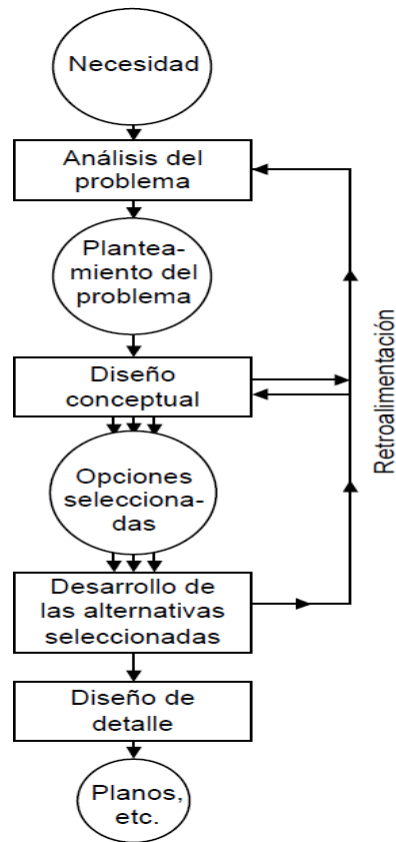 Necesidad
Análisis del
problema
Plantea-
miento del
problema
Diseño
conceptual
Opciones
selecciona-
das
Desarrollo de
las alternativas
seleccionadas
Diseño de
detalle
Planos,
etc.
Retroalimentación